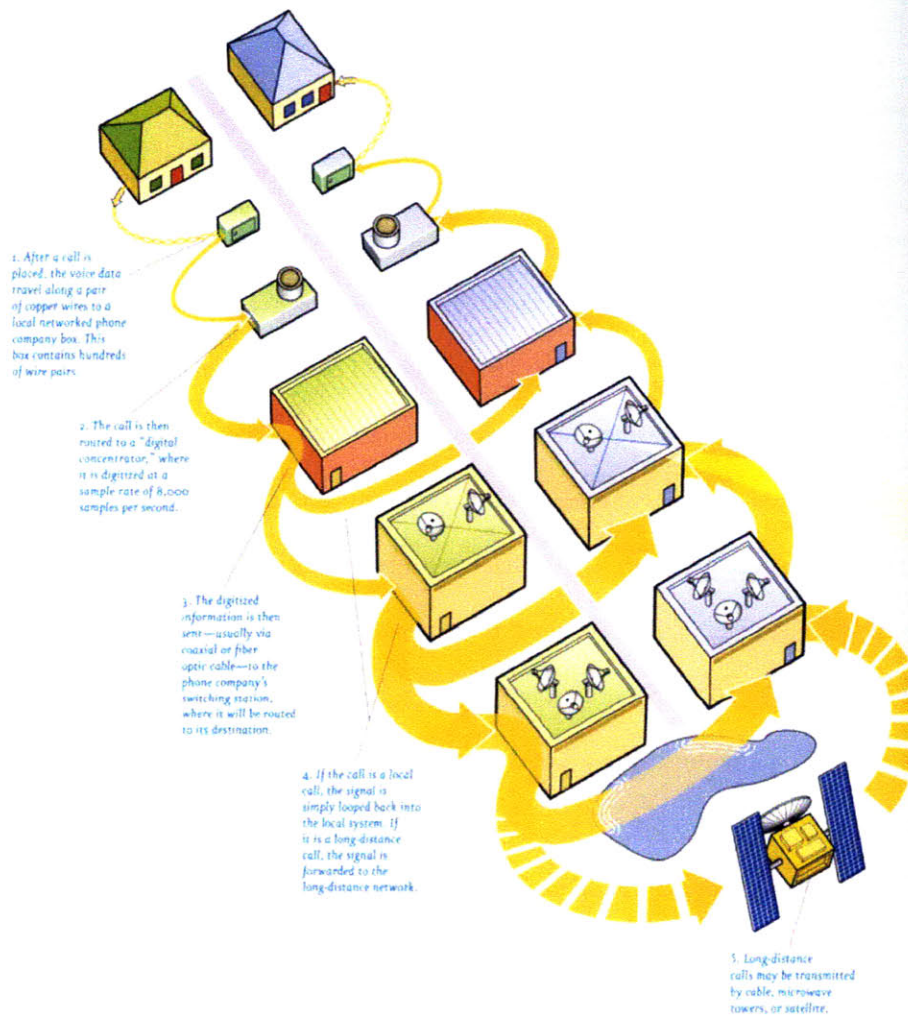 1. After a call is
placed, the voice data
travel along a pair
of copper wires to a
local networked phone
company box. This
box contains hundreds
of wire pairs.
2. The call is then
routed to a "digital
concentrator," where
it is digitized at a
sample rate of 8,000
samples per second.
3. The digitized
information is then
sent—usually via
coaxial or fiber
optic cable—to the
phone company's
switching station,
where it will be routed
to its destination.
4. If the call is a local
call, the signal is
simply looped back into
the local system. If
it is a long-distance
call, the signal is
forwarded to the
long-distance network.
5. Long-distance
calls may be transmitted
by cable, microwave
towers, or satellite.